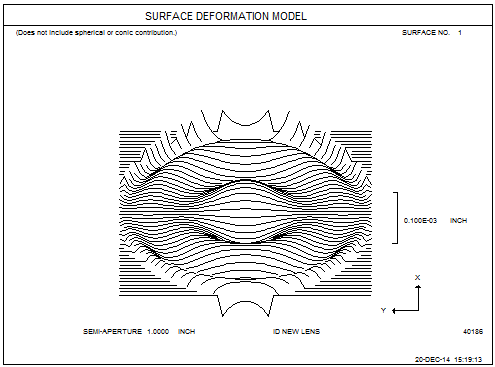 SURFACE DEFORMATION MODEL
(Does not include spherical or conic contribution.) SURFACE NO. 1
0.100E-03 INCH
X
Y
SEMI-APERTURE 1.0000 INCH ID NEW LENS 40186
20-DEC-14 15:19:13